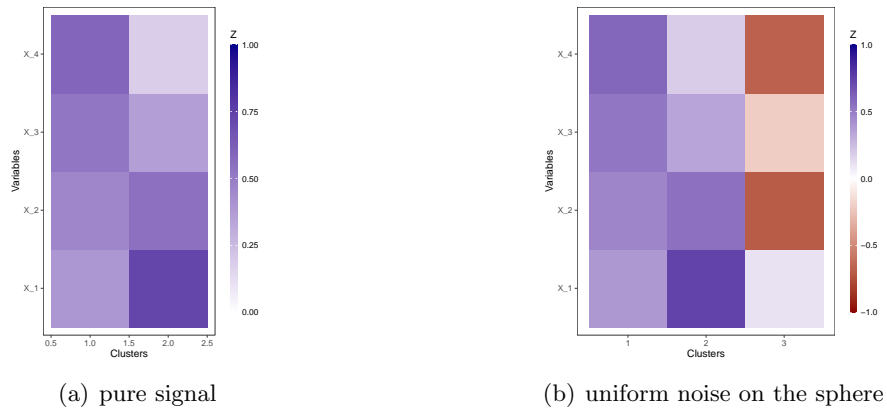 Z
1.00
0.75
0.50
0.25
0.00
X_4
X_3
X_2
X_1
Variables
0.5 1.0 1.5 2.0 2.5
Clusters
(a) pure signal
Z
1.0
0.5
0.0
−0.5
−1.0
X_4
X_3
X_2
X_1
Variables
1 2 3
Clusters
(b) uniform noise on the sphere